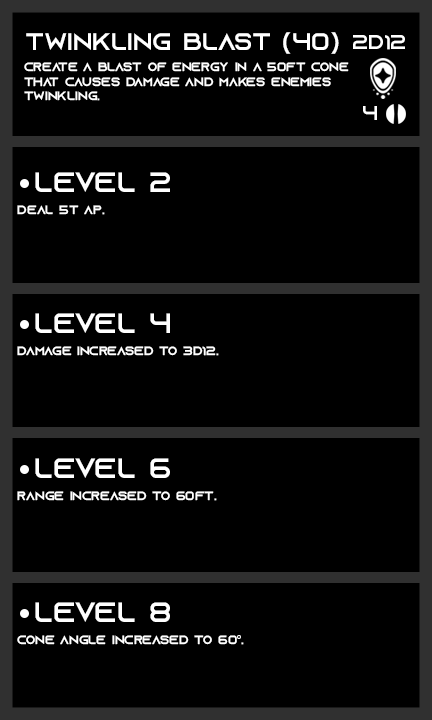 TWINKLING BLAST (40) 2D12
CREATE A BLAST OF ENERGY IN A 50FT CONE
THAT CAUSES DAMAGE AND MAKES ENEMIES
TWINKLING.
4
•LEVEL 2
DEAL 5T AP.
•LEVEL 4
DAMAGE INCREASED TO 3D12.
•LEVEL 6
RANGE INCREASED TO 60FT.
•LEVEL 8
CONE ANGLE INCREASED TO 60°.